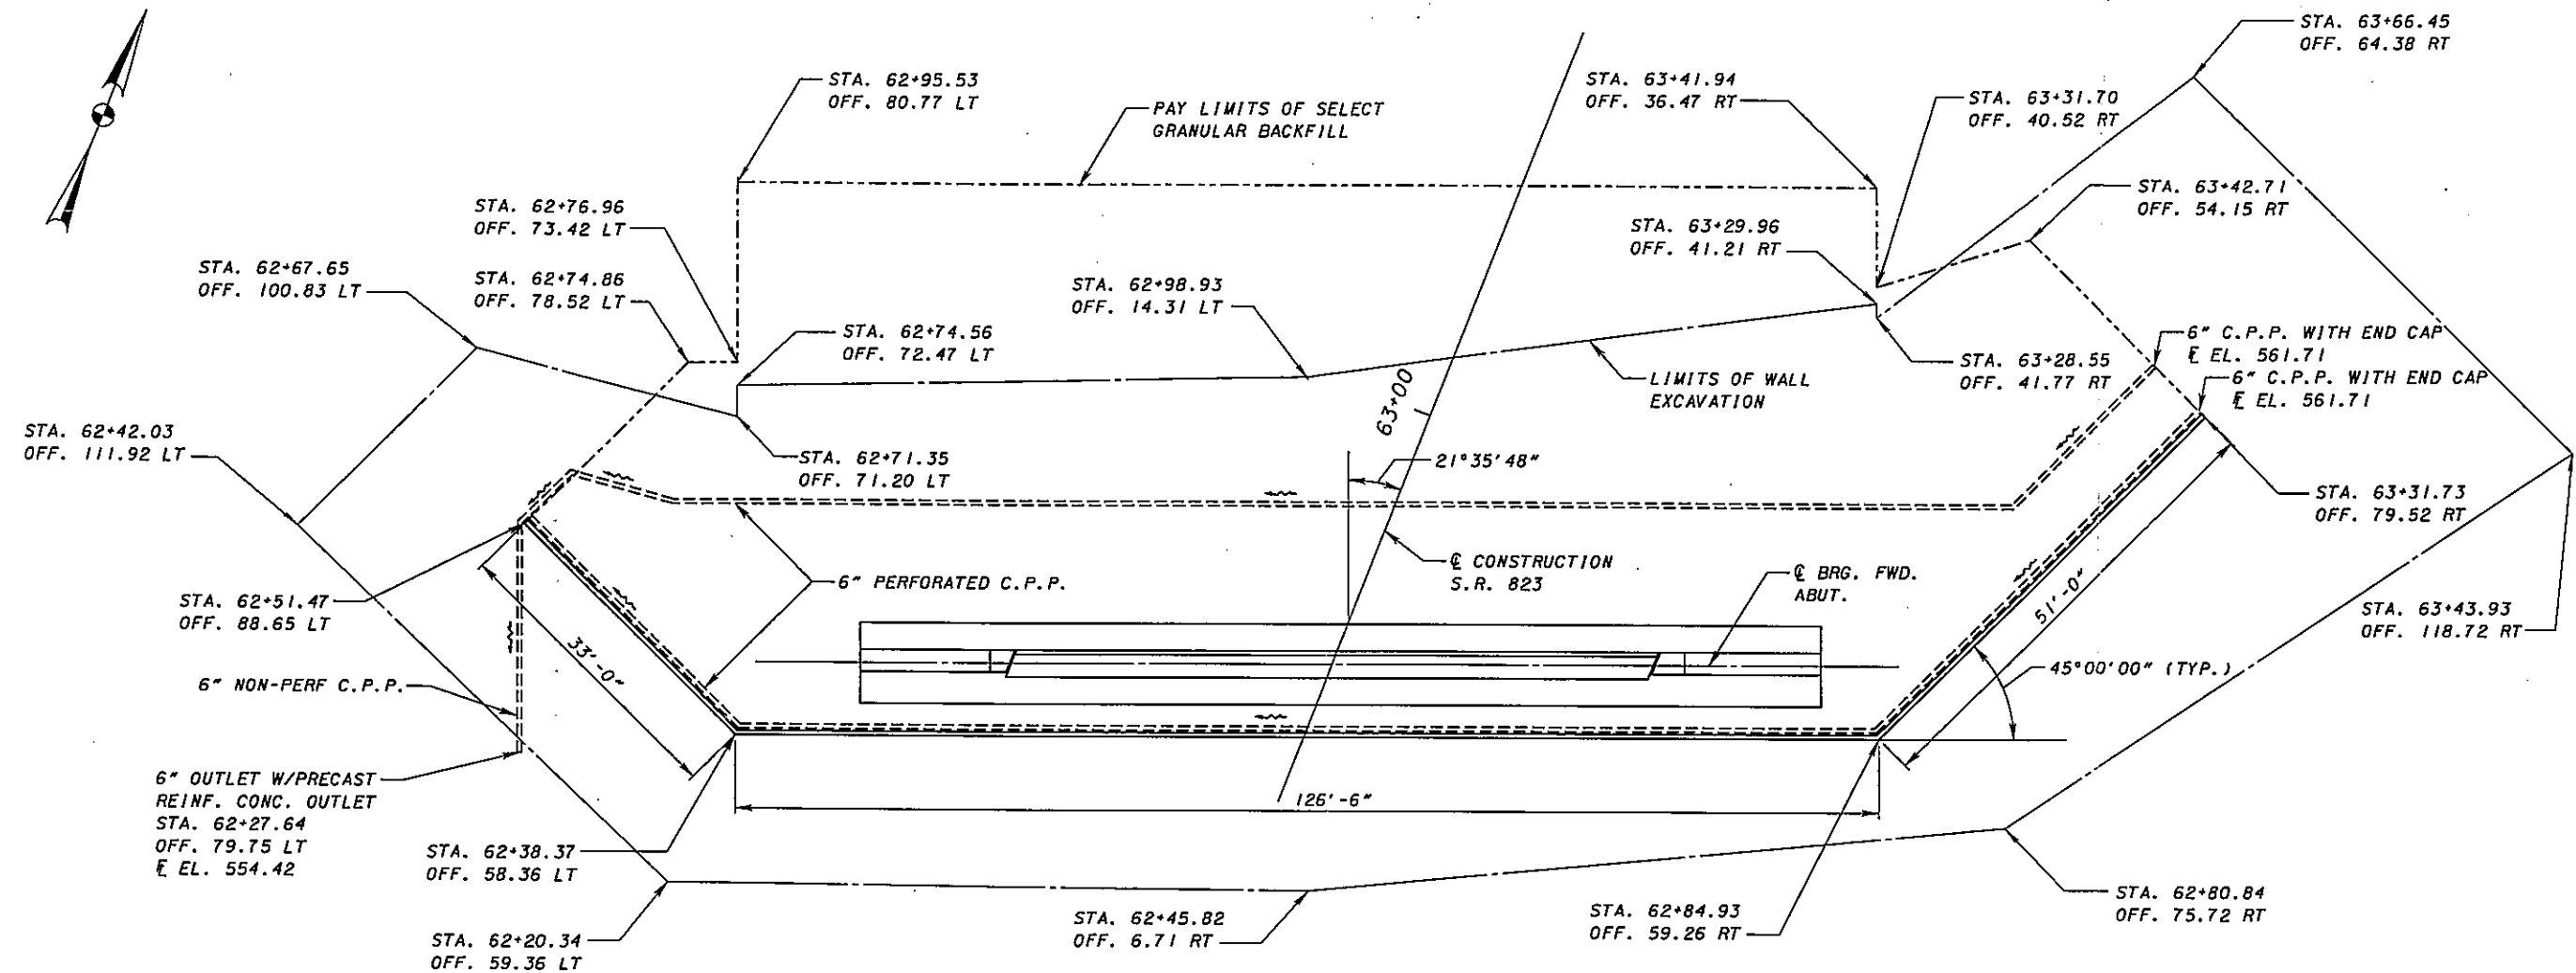 STA. 63+66.45
OFF. 64.38 RT
STA. 62+95.53
OFF. 80.77 LT
PAY LIMITS OF SELECT
GRANULAR BACKFILL
STA. 63+41.94
OFF. 36.47 RT
STA. 63+31.70
OFF. 40.52 RT
STA. 63+42.71
OFF. 54.15 RT
STA. 62+76.96
OFF. 73.42 LT
STA. 63+29.96
OFF. 41.21 RT
STA. 62+67.65
OFF. 100.83 LT
STA. 62+74.86
OFF. 78.52 LT
STA. 62+98.93
OFF. 14.31 LT
STA. 62+74.56
OFF. 72.47 LT
6" C.P.P. WITH END CAP
℄ EL. 561.71
6" C.P.P. WITH END CAP
℄ EL. 561.71
STA. 63+28.55
OFF. 41.77 RT
LIMITS OF WALL
EXCAVATION
63+00
STA. 62+42.03
OFF. 111.92 LT
STA. 62+71.35
OFF. 71.20 LT
21°35'48"
STA. 63+31.73
OFF. 79.52 RT
℄ CONSTRUCTION
S.R. 823
6" PERFORATED C.P.P.
℄ BRG. FWD.
ABUT.
STA. 62+51.47
OFF. 88.65 LT
51'-0"
STA. 63+43.93
OFF. 118.72 RT
33'-0"
45°00'00" (TYP.)
6" NON-PERF C.P.P.
6" OUTLET W/PRECAST
REINF. CONC. OUTLET
STA. 62+27.64
OFF. 79.75 LT
℄ EL. 554.42
126'-6"
STA. 62+38.37
OFF. 58.36 LT
STA. 62+80.84
OFF. 75.72 RT
STA. 62+45.82
OFF. 6.71 RT
STA. 62+84.93
OFF. 59.26 RT
STA. 62+20.34
OFF. 59.36 LT